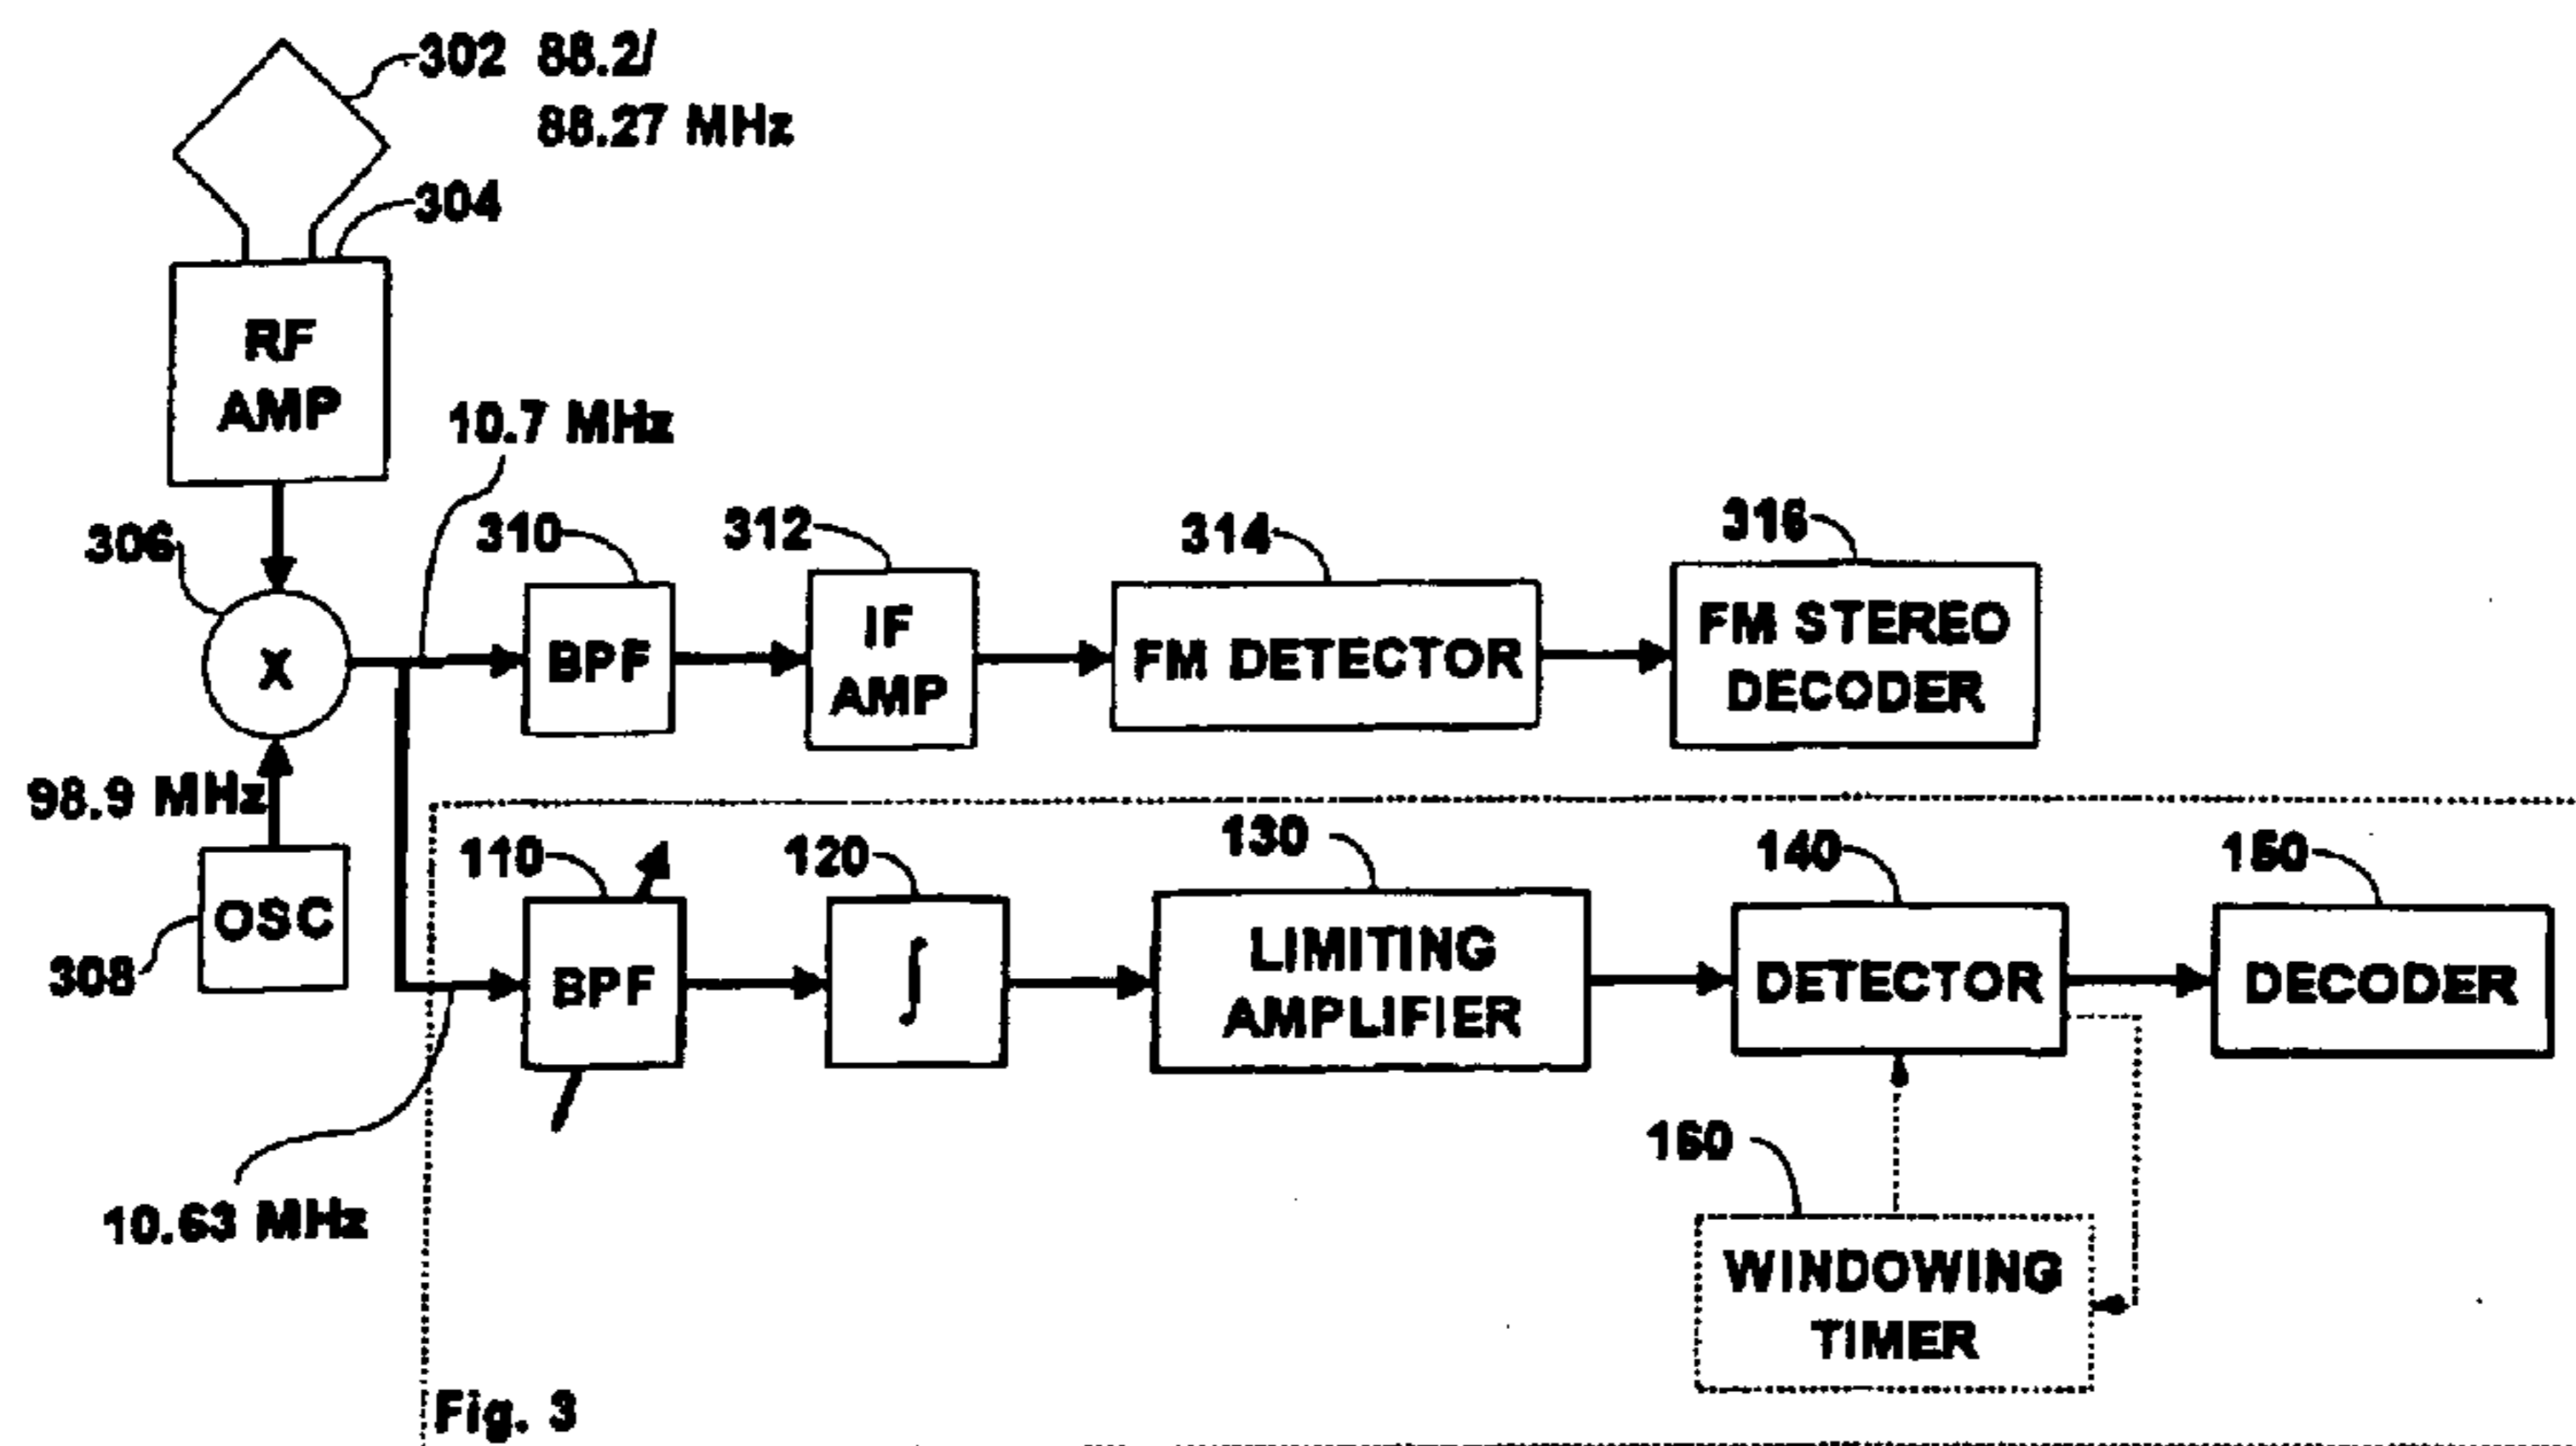 302 88.2/
88.27 MHz
304
RF
AMP
10.7 MHz
306
310
312
314
316
X
BPF
IF
AMP
FM DETECTOR
FM STEREO
DECODER
98.9 MHz
OSC
308
110
120
130
140
150
BPF
∫
LIMITING
AMPLIFIER
DETECTOR
DECODER
10.63 MHz
160
WINDOWING
TIMER
Fig. 3